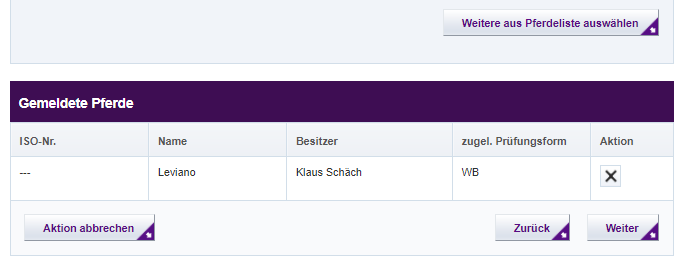 Weitere aus Pferdeliste auswählen
Gemeldete Pferde
ISO-Nr. Name Besitzer zugel. Prüfungsform Aktion
--- Leviano Klaus Schäch WB
Aktion abbrechen Zurück Weiter